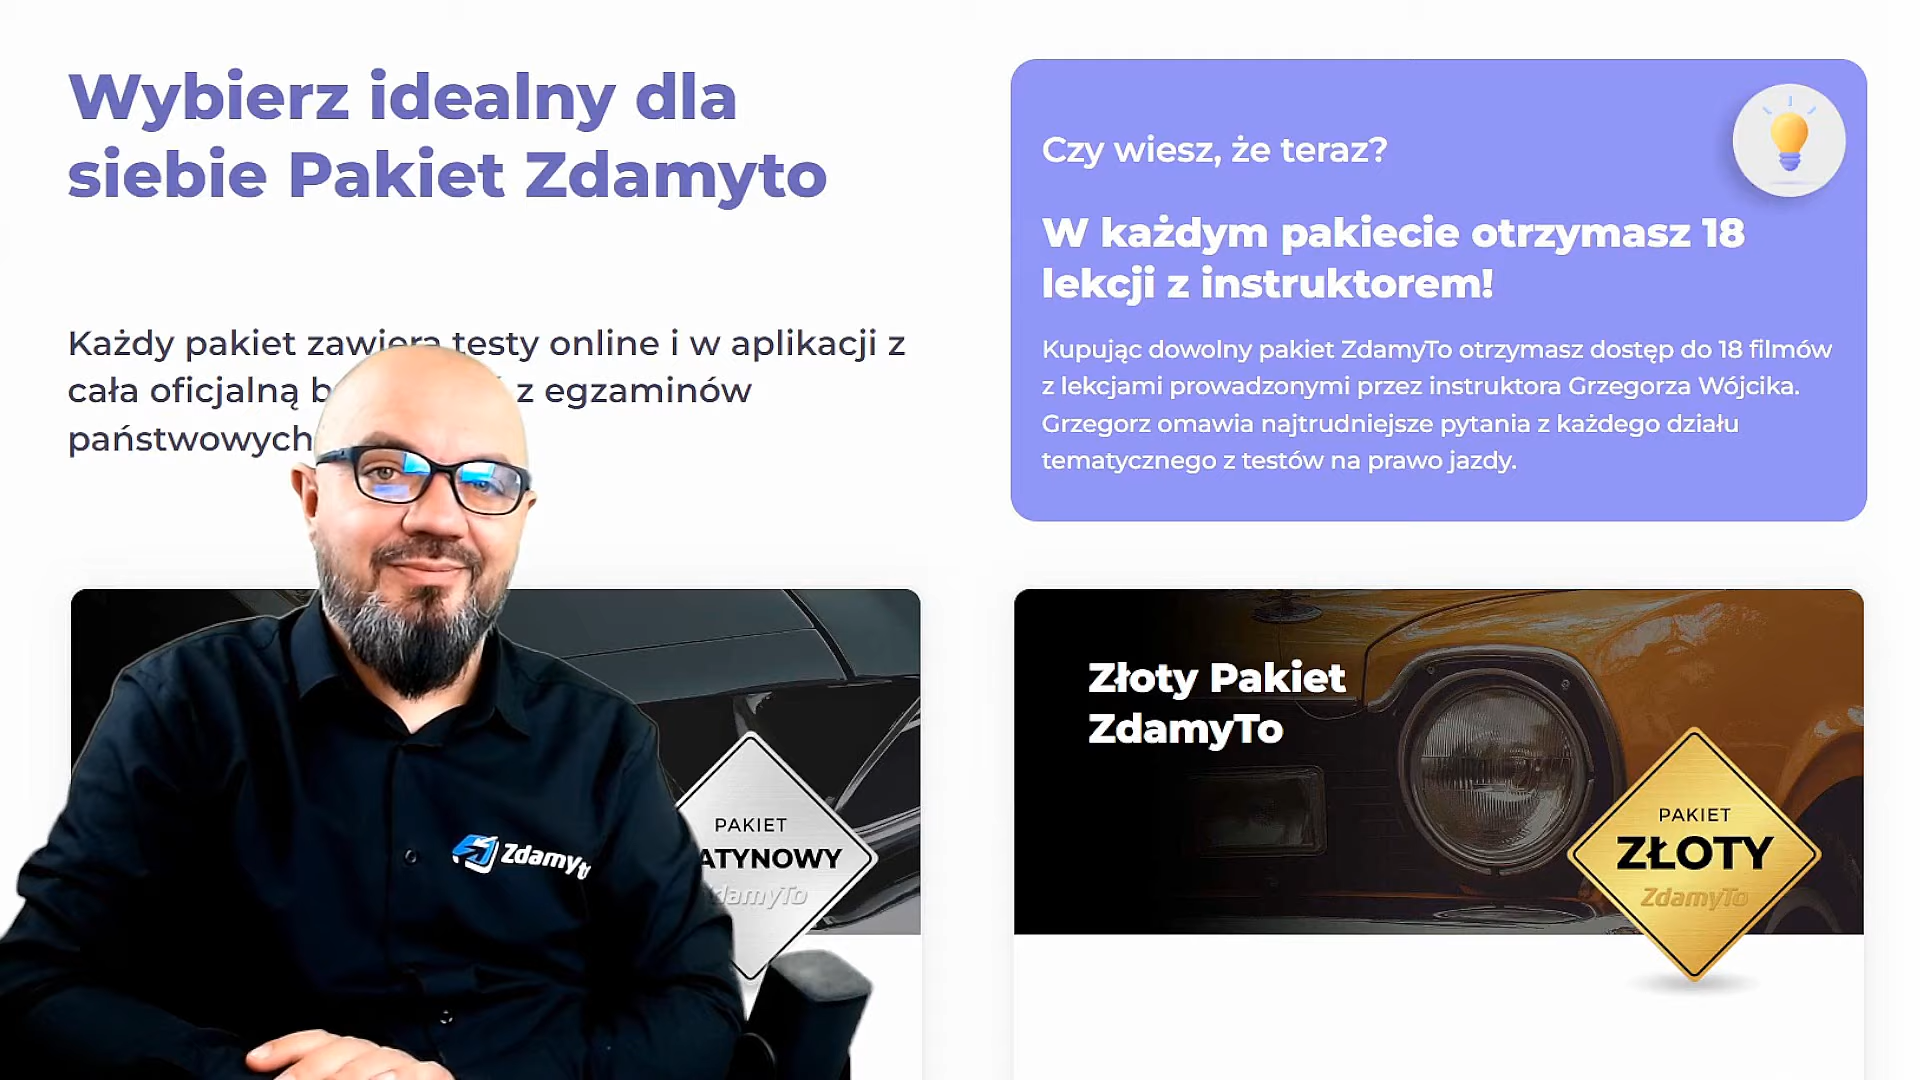 Wybierz idealny dla
siebie Pakiet Zdamyto
Każdy pakiet zawiera testy online i w aplikacji z
cała oficjalną z egzaminów
państwowych
Czy wiesz, że teraz?
W każdym pakiecie otrzymasz 18
lekcji z instruktorem!
Kupując dowolny pakiet ZdamyTo otrzymasz dostęp do 18 filmów
z lekcjami prowadzonymi przez instruktora Grzegorza Wójcika.
Grzegorz omawia najtrudniejsze pytania z każdego działu
tematycznego z testów na prawo jazdy.
Zdamyto
PAKIET
ATYNOWY
ZdamyTo
Złoty Pakiet
ZdamyTo
PAKIET
ZŁOTY
ZdamyTo